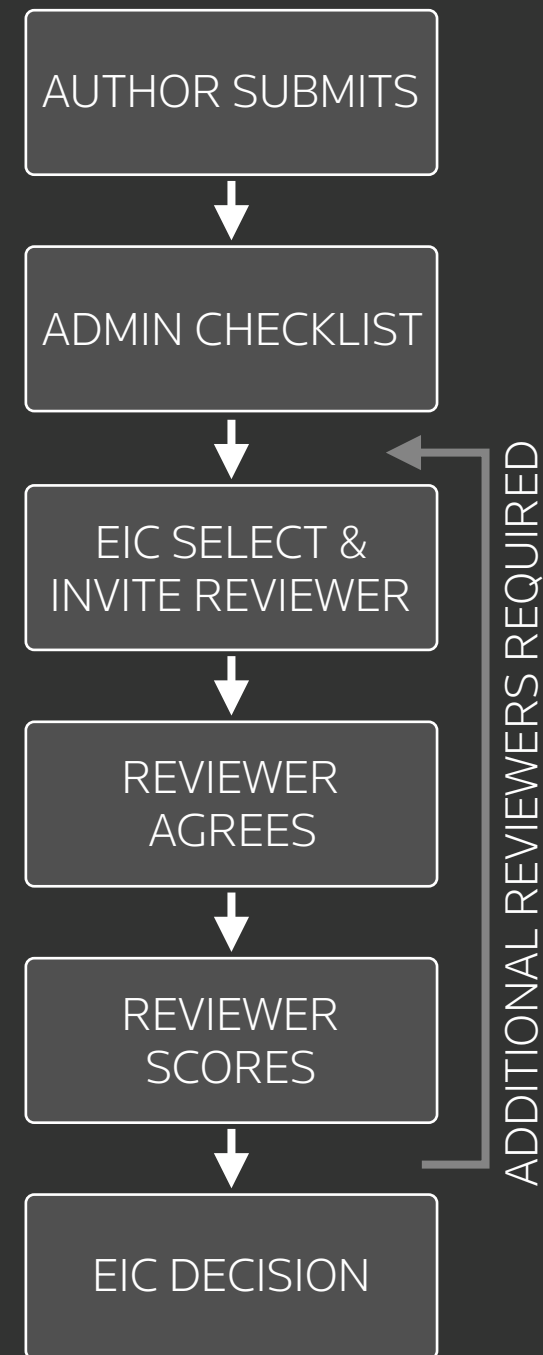 AUTHOR SUBMITS
ADMIN CHECKLIST
EIC SELECT &
INVITE REVIEWER
REVIEWER
AGREES
REVIEWER
SCORES
EIC DECISION
ADDITIONAL REVIEWERS REQUIRED